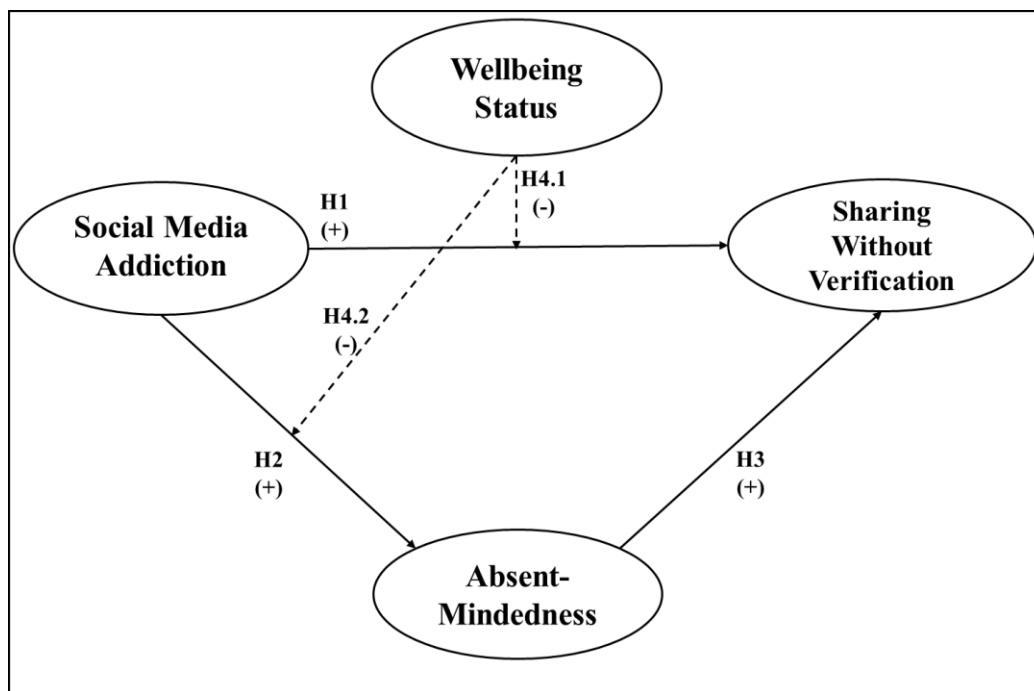 Wellbeing
Status
H4.1
(-)
H1
(+)
Social Media
Addiction
Sharing
Without
Verification
H4.2
(-)
H2
(+)
H3
(+)
Absent-
Mindedness